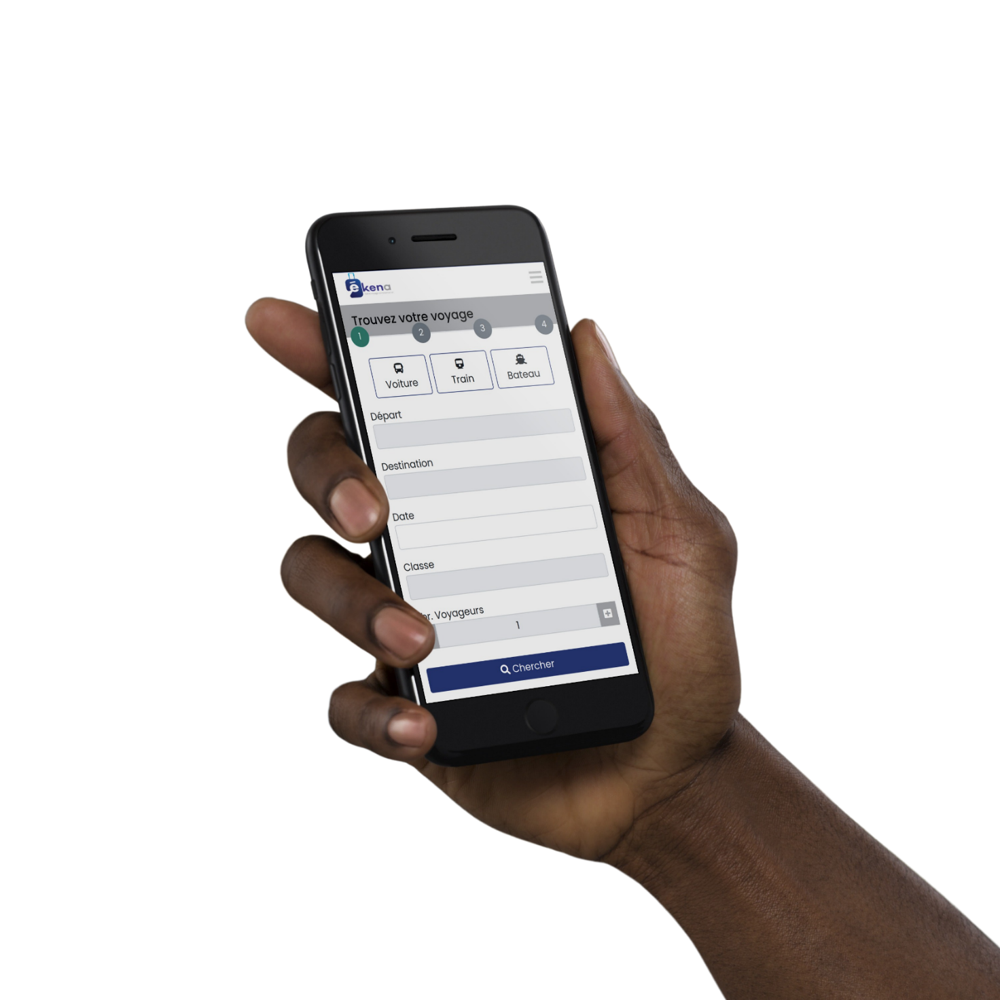 ekena
Trouvez votre voyage
1 2 3 4
Voiture Train Bateau
Départ
Destination
Date
Classe
Voyageurs
1
Chercher